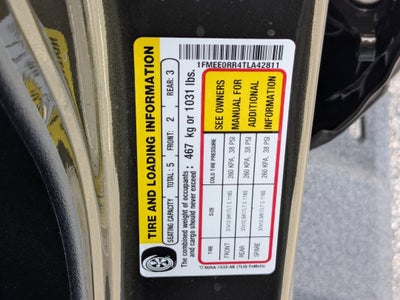 1FMEE0RR4TLA42811
TIRE AND LOADING INFORMATION
SEATING CAPACITY TOTAL: 5 FRONT: 2 REAR: 3
The combined weight of occupants
and cargo should never exceed : 467 kg or 1031 lbs.
TIRE SIZE COLD TIRE PRESSURE
FRONT 260 KPA, 38 PSI
REAR 260 KPA, 38 PSI
SPARE 260 KPA, 38 PSI
SEE OWNERS
MANUAL FOR
ADDITIONAL
INFORMATION